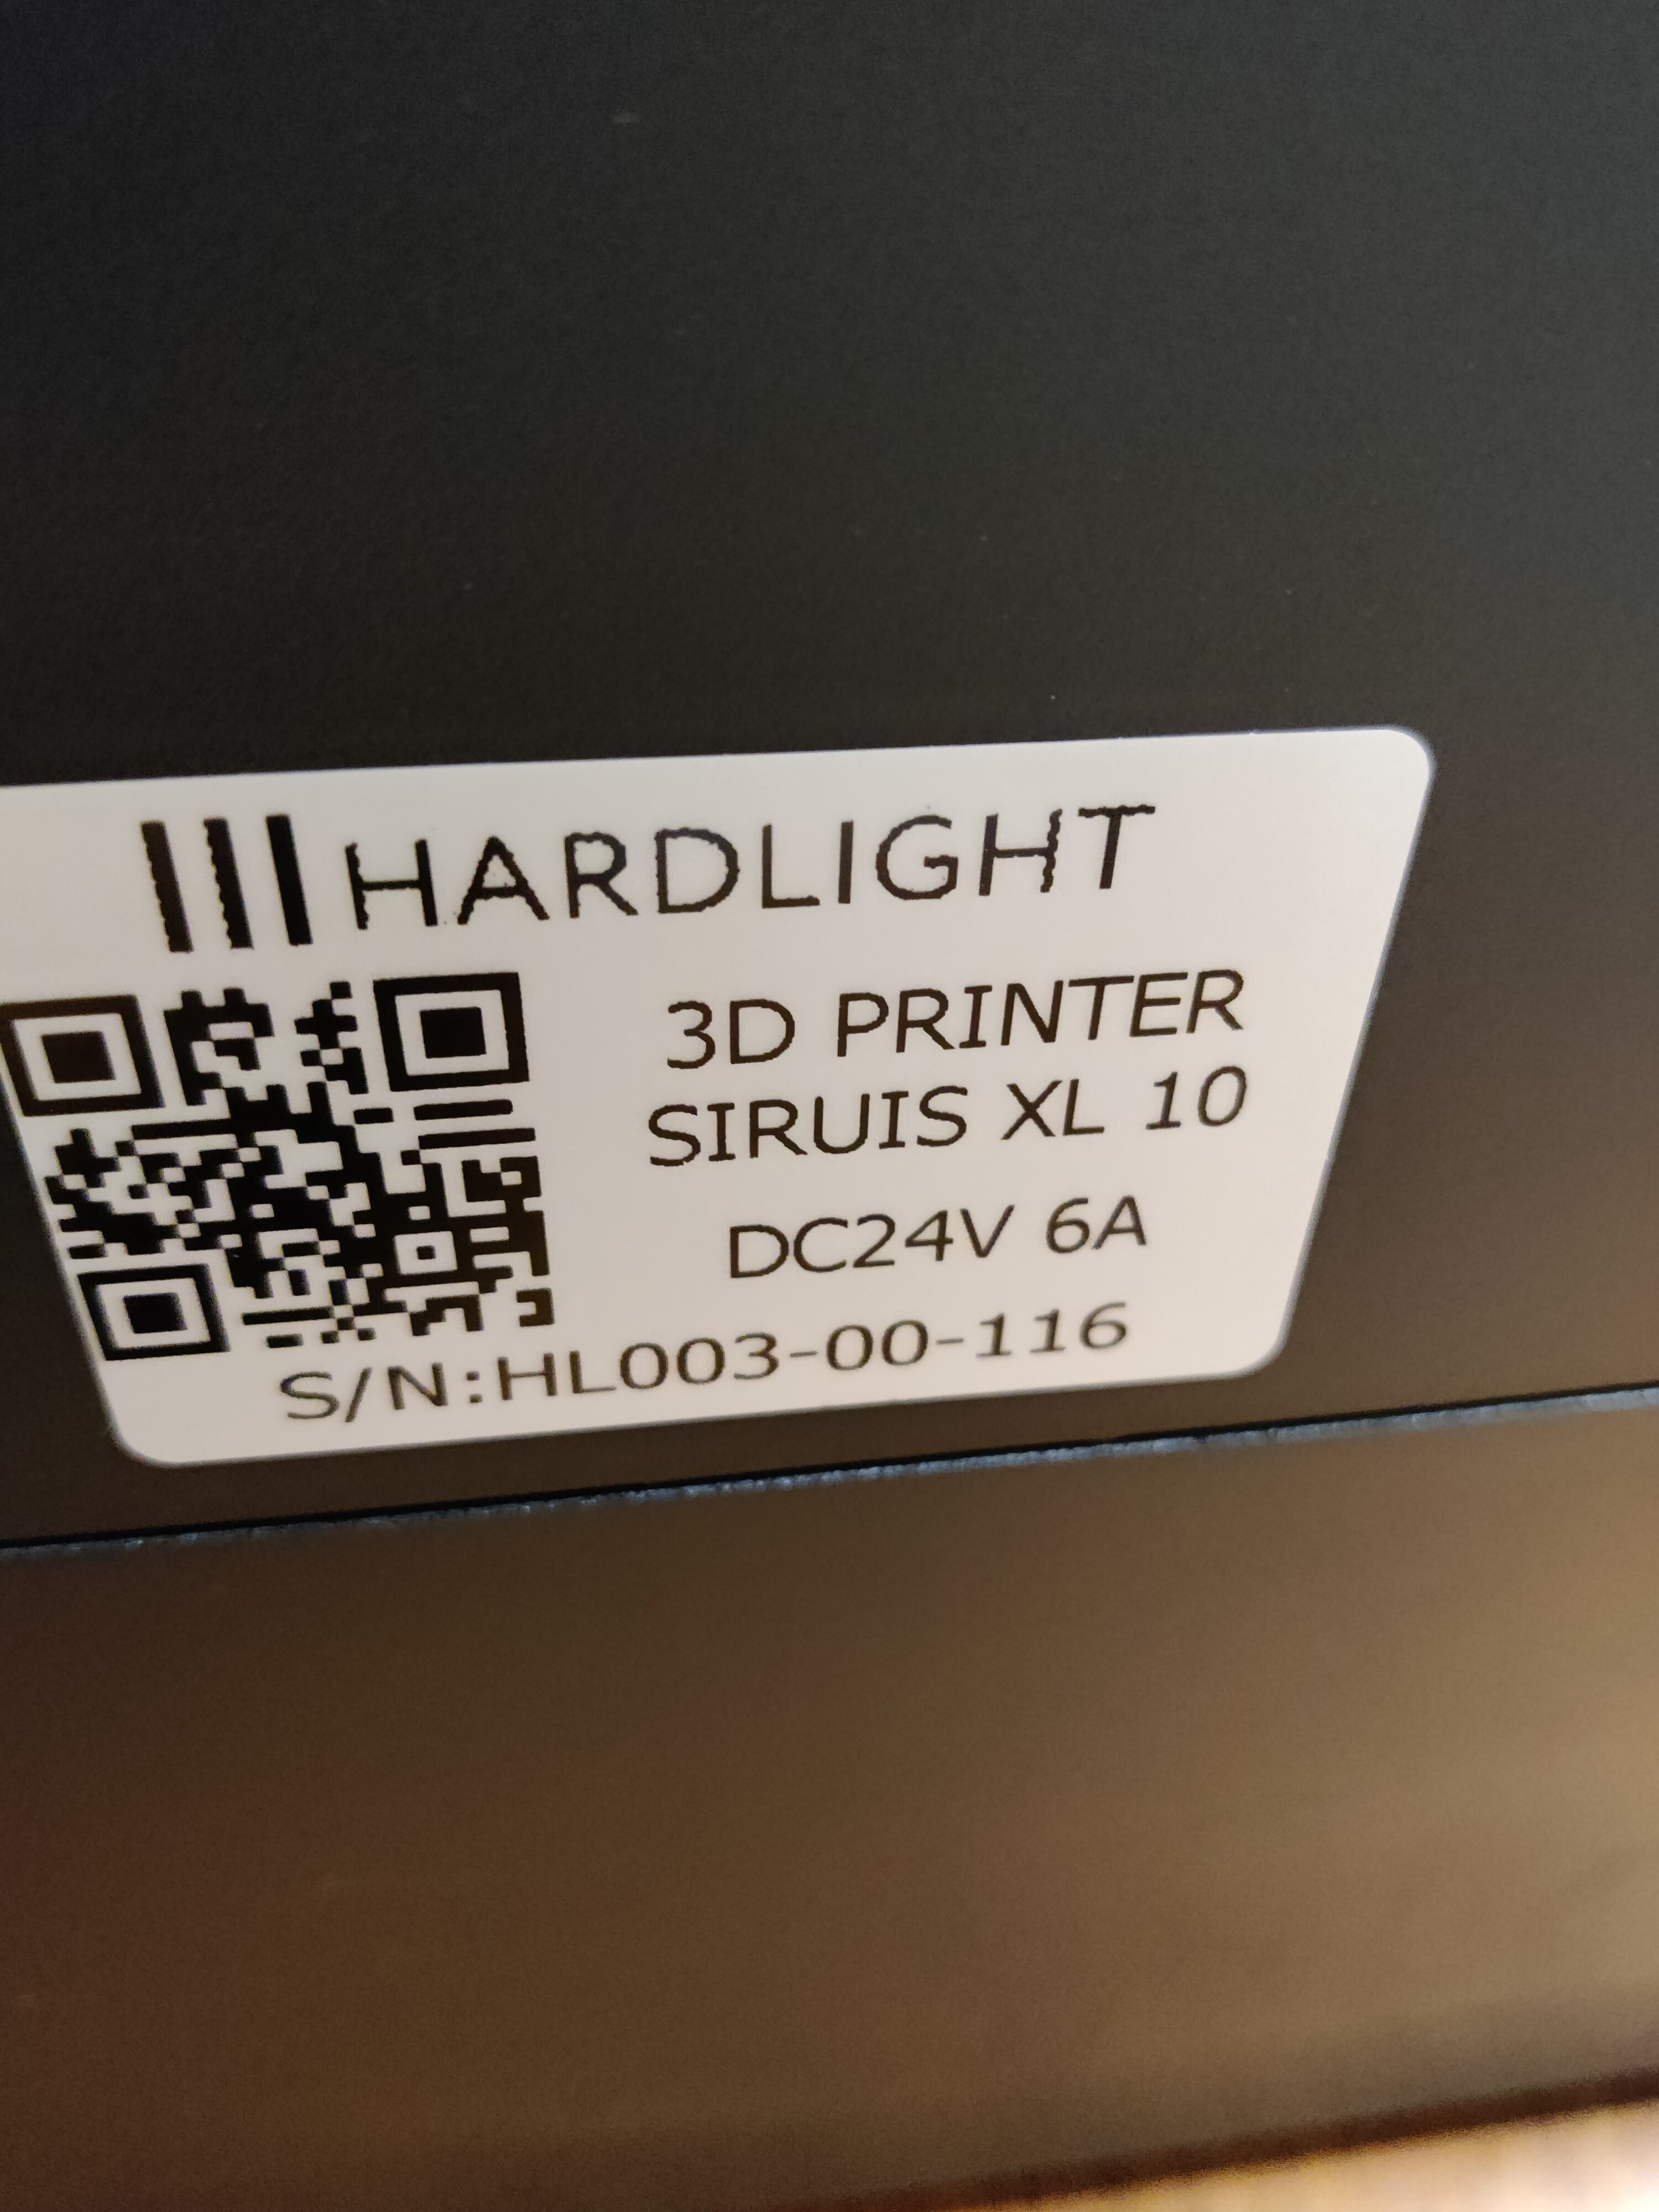 HARDLIGHT
3D PRINTER
SIRUIS XL 10
DC24V 6A
S/N:HL003-00-116